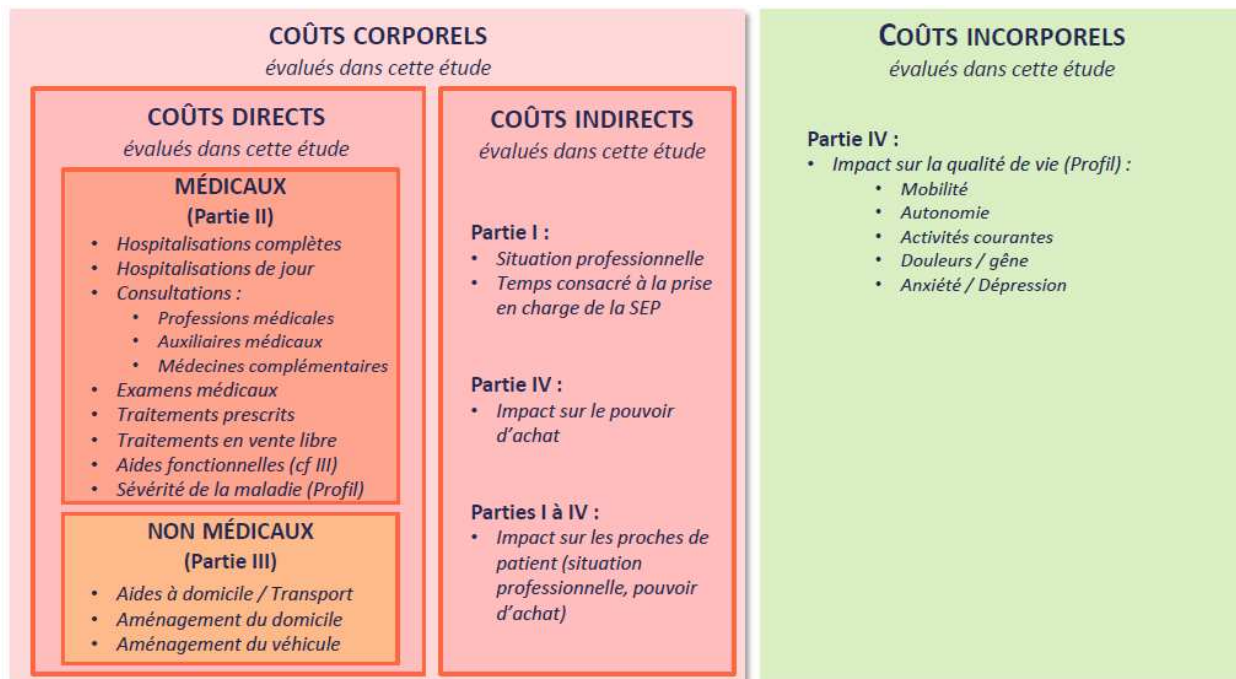 COÛTS CORPORELS
évalués dans cette étude
COÛTS DIRECTS
évalués dans cette étude
MÉDICAUX
(Partie II)
• Hospitalisations complètes
• Hospitalisations de jour
• Consultations :
• Professions médicales
• Auxiliaires médicaux
• Médecines complémentaires
• Examens médicaux
• Traitements prescrits
• Traitements en vente libre
• Aides fonctionnelles (cf III)
• Sévérité de la maladie (Profil)
NON MÉDICAUX
(Partie III)
• Aides à domicile / Transport
• Aménagement du domicile
• Aménagement du véhicule
COÛTS INDIRECTS
évalués dans cette étude
Partie I :
• Situation professionnelle
• Temps consacré à la prise
en charge de la SEP
Partie IV :
• Impact sur le pouvoir
d’achat
Parties I à IV :
• Impact sur les proches de
patient (situation
professionnelle, pouvoir
d’achat)
COÛTS INCORPORELS
évalués dans cette étude
Partie IV :
• Impact sur la qualité de vie (Profil) :
• Mobilité
• Autonomie
• Activités courantes
• Douleurs / gêne
• Anxiété / Dépression